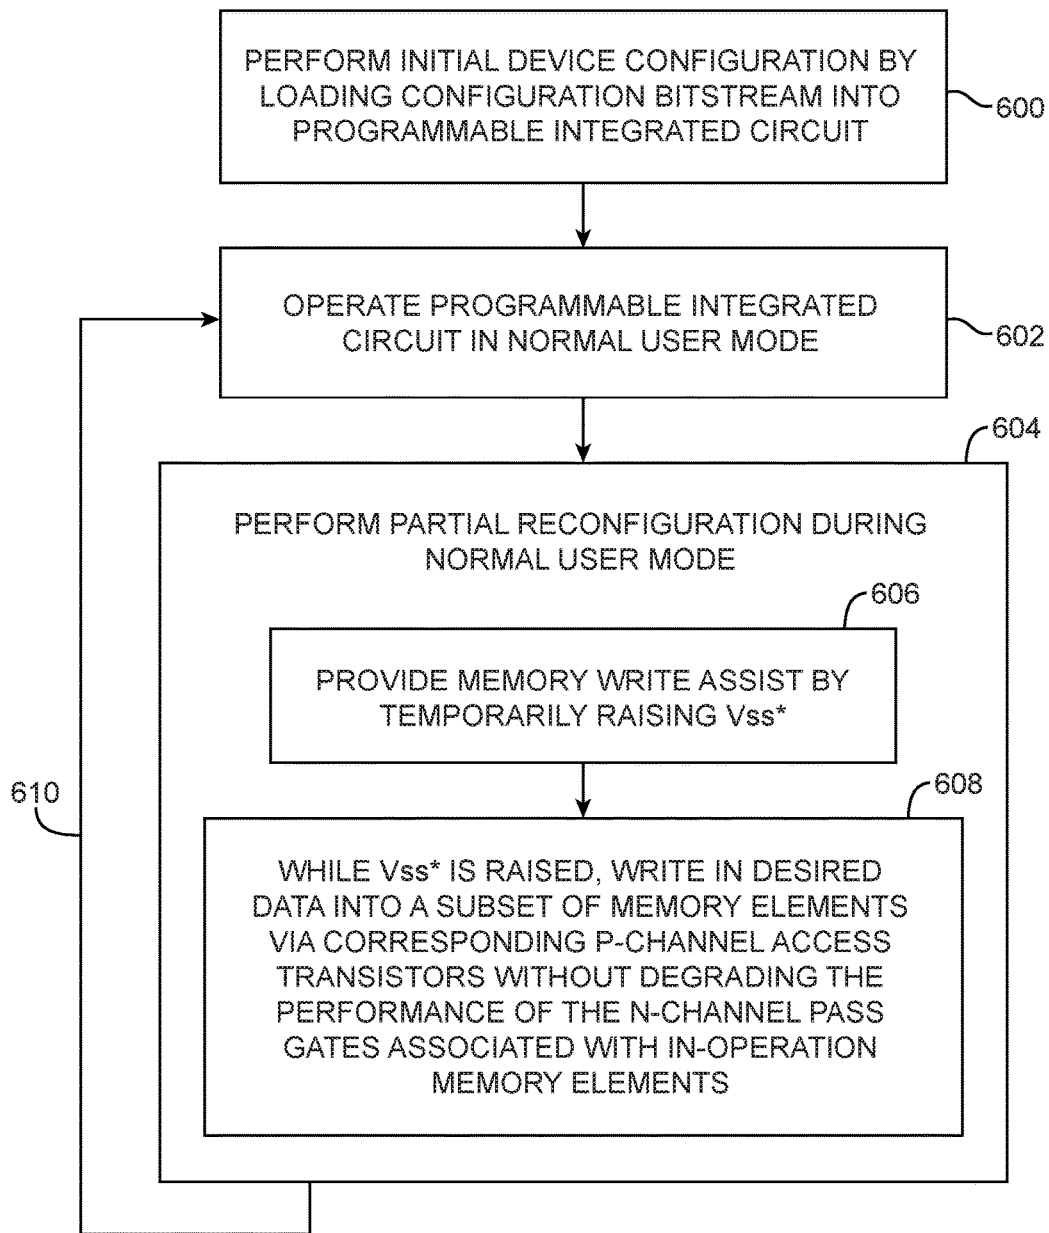 PERFORM INITIAL DEVICE CONFIGURATION BY
LOADING CONFIGURATION BITSTREAM INTO
PROGRAMMABLE INTEGRATED CIRCUIT
600
OPERATE PROGRAMMABLE INTEGRATED
CIRCUIT IN NORMAL USER MODE
602
604
PERFORM PARTIAL RECONFIGURATION DURING
NORMAL USER MODE
606
PROVIDE MEMORY WRITE ASSIST BY
TEMPORARILY RAISING Vss*
610
608
WHILE Vss* IS RAISED, WRITE IN DESIRED
DATA INTO A SUBSET OF MEMORY ELEMENTS
VIA CORRESPONDING P-CHANNEL ACCESS
TRANSISTORS WITHOUT DEGRADING THE
PERFORMANCE OF THE N-CHANNEL PASS
GATES ASSOCIATED WITH IN-OPERATION
MEMORY ELEMENTS